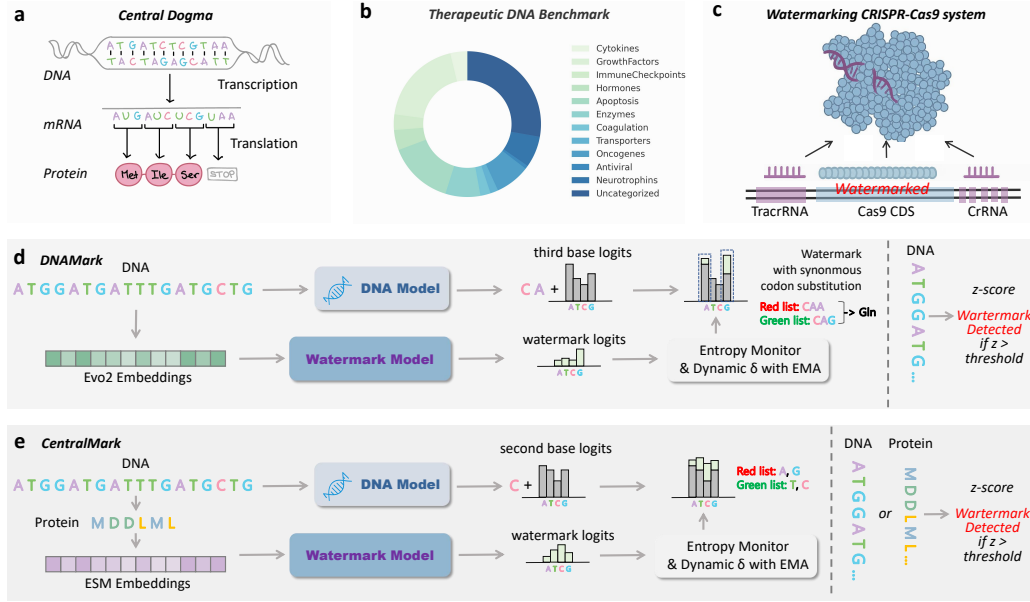 a
Central Dogma
ATGATCTCGTAA
TACTAGAGCATT
DNA
Transcription
mRNA
AUGAUCUCGUAA
Translation
Protein
Met Ile Ser STOP
b
Therapeutic DNA Benchmark
Cytokines
GrowthFactors
ImmuneCheckpoints
Hormones
Apoptosis
Enzymes
Coagulation
Transporters
Oncogenes
Antiviral
Neurotrophins
Uncategorized
c
Watermarking CRISPR-Cas9 system
Watermarked
TracrRNA
Cas9 CDS
CrRNA
d
DNAMark
DNA
ATGGATGATTTGATGCTG
DNA Model
third base logits
CA +
ATCG
ATCG
Watermark
with synonmous
codon substitution
Red list: CAA
Green list: CAG
-> Gln
Evo2 Embeddings
Watermark Model
watermark logits
ATCG
Entropy Monitor
& Dynamic δ with EMA
DNA
ATGGATG...
z-score
Wartermark
Detected
if z >
threshold
e
CentralMark
DNA
ATGGATGATTTGATGCTG
DNA Model
second base logits
C +
ATCG
ATCG
Red list: A, G
Green list: T, C
Protein
MDDLML
ESM Embeddings
Watermark Model
watermark logits
ATCG
Entropy Monitor
& Dynamic δ with EMA
DNA
ATGGATG...
or
Protein
MDDLML...
z-score
Wartermark
Detected
if z >
threshold